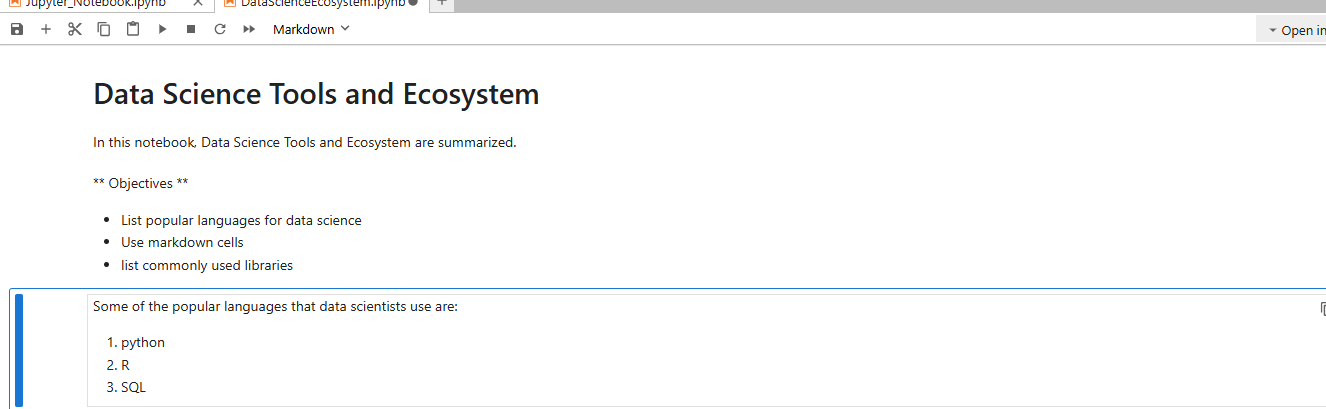 Jupyter_Notebook.ipynb DataScienceEcosystem.ipynb
Markdown Open in
Data Science Tools and Ecosystem
In this notebook, Data Science Tools and Ecosystem are summarized.
** Objectives **
List popular languages for data science
Use markdown cells
list commonly used libraries
Some of the popular languages that data scientists use are:
1. python
2. R
3. SQL